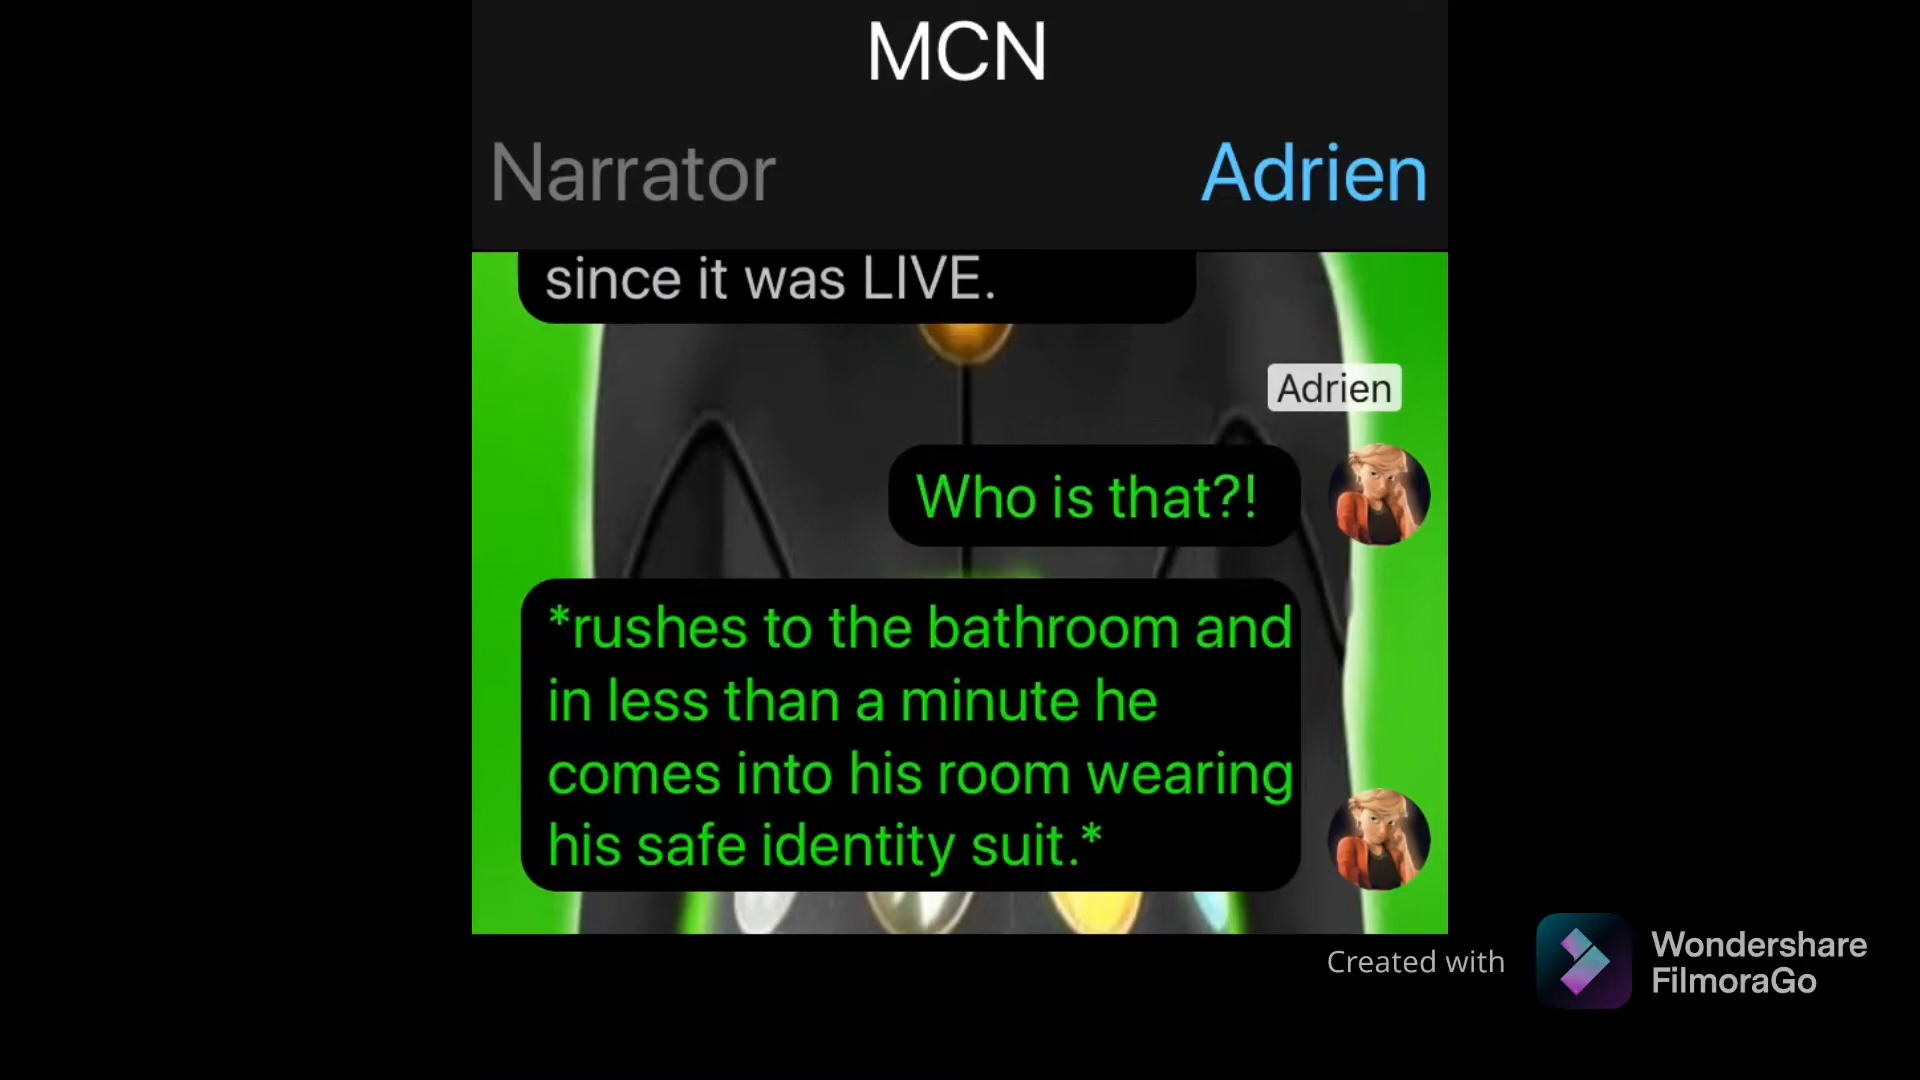 MCN
Narrator
Adrien
since it was LIVE.
Adrien
Who is that?!
*rushes to the bathroom and
in less than a minute he
comes into his room wearing
his safe identity suit.*
Created with
Wondershare
FilmoraGo